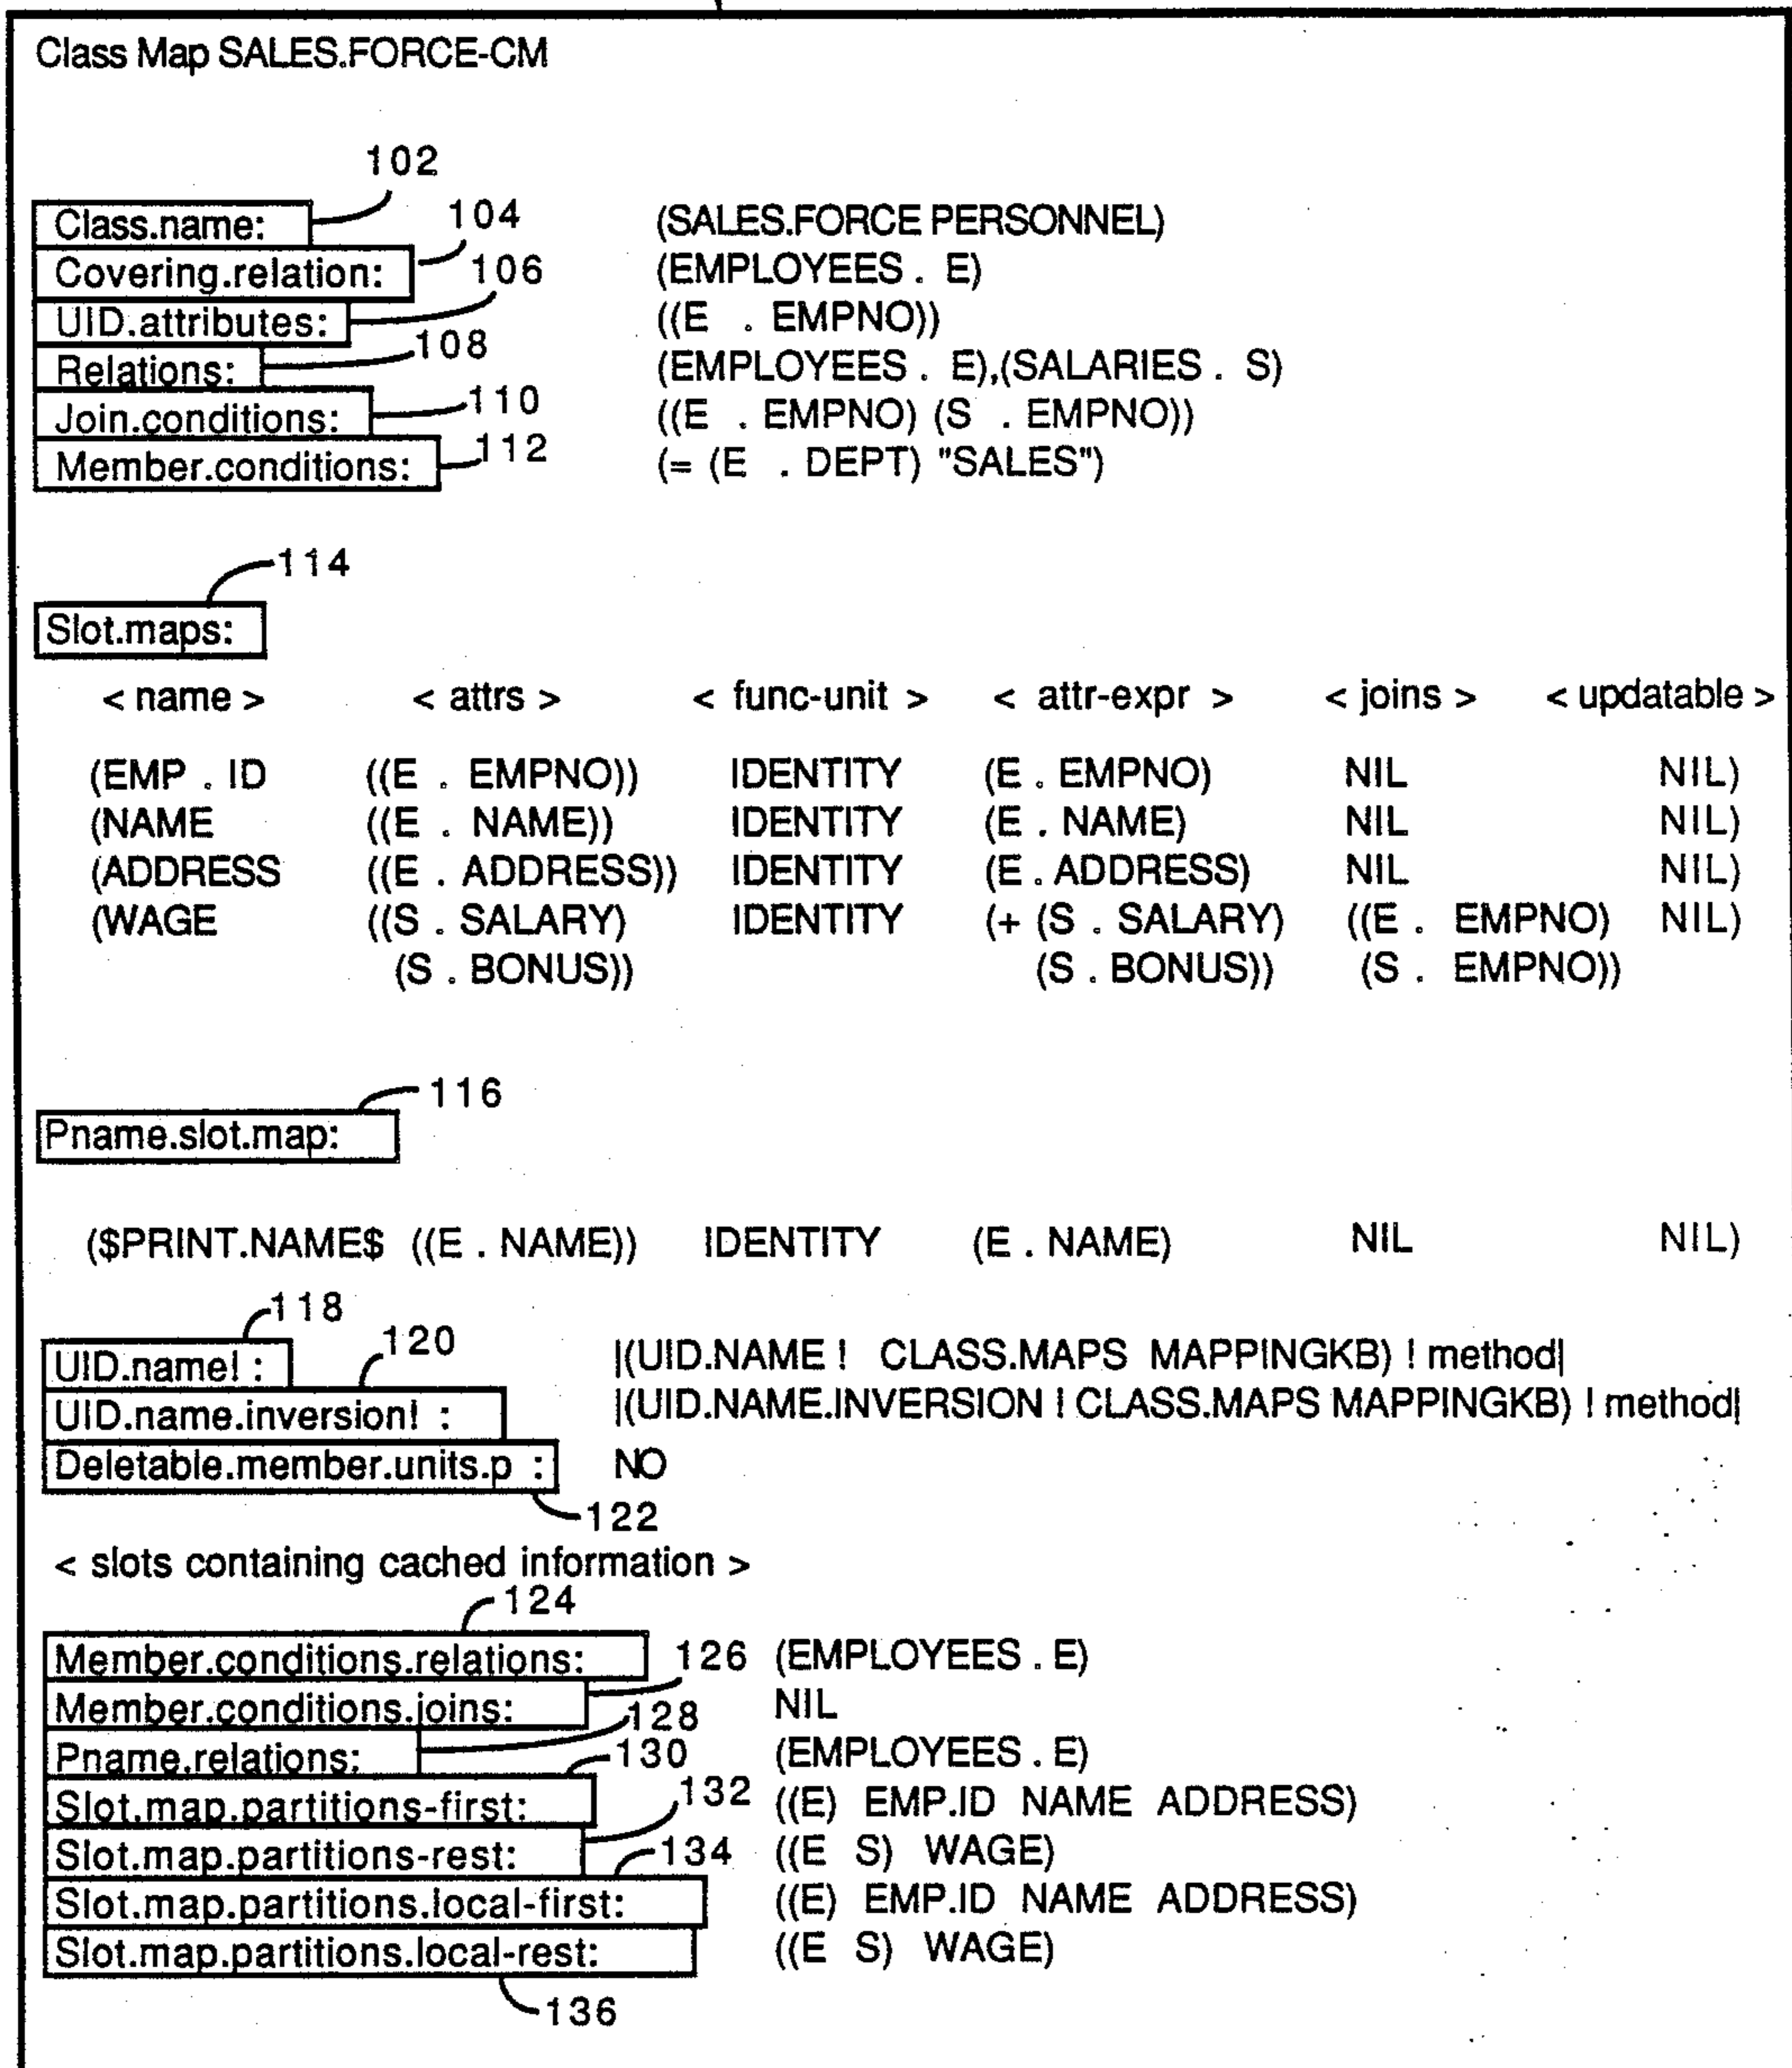 Class Map SALES.FORCE-CM
102
Class.name: (SALES.FORCE PERSONNEL)
104
Covering.relation: (EMPLOYEES . E)
106
UID.attributes: ((E . EMPNO))
108
Relations: (EMPLOYEES . E),(SALARIES . S)
110
Join.conditions: ((E . EMPNO) (S . EMPNO))
112
Member.conditions: (= (E . DEPT) "SALES")
114
Slot.maps:
< name > < attrs > < func-unit > < attr-expr > < joins > < updatable >
(EMP . ID ((E . EMPNO)) IDENTITY (E . EMPNO) NIL NIL)
(NAME ((E . NAME)) IDENTITY (E . NAME) NIL NIL)
(ADDRESS ((E . ADDRESS)) IDENTITY (E . ADDRESS) NIL NIL)
(WAGE ((S . SALARY) IDENTITY (+ (S . SALARY) ((E . EMPNO) NIL)
(S . BONUS)) (S . BONUS)) (S . EMPNO))
116
Pname.slot.map:
($PRINT.NAME$ ((E . NAME)) IDENTITY (E . NAME) NIL NIL)
118
UID.name! : |(UID.NAME ! CLASS.MAPS MAPPINGKB) ! method|
120
UID.name.inversion! : |(UID.NAME.INVERSION ! CLASS.MAPS MAPPINGKB) ! method|
Deletable.member.units.p : NO
122
< slots containing cached information >
124
Member.conditions.relations: (EMPLOYEES . E)
126
Member.conditions.joins: NIL
128
Pname.relations: (EMPLOYEES . E)
130
Slot.map.partitions-first: ((E) EMP.ID NAME ADDRESS)
132
Slot.map.partitions-rest: ((E S) WAGE)
134
Slot.map.partitions.local-first: ((E) EMP.ID NAME ADDRESS)
Slot.map.partitions.local-rest: ((E S) WAGE)
136